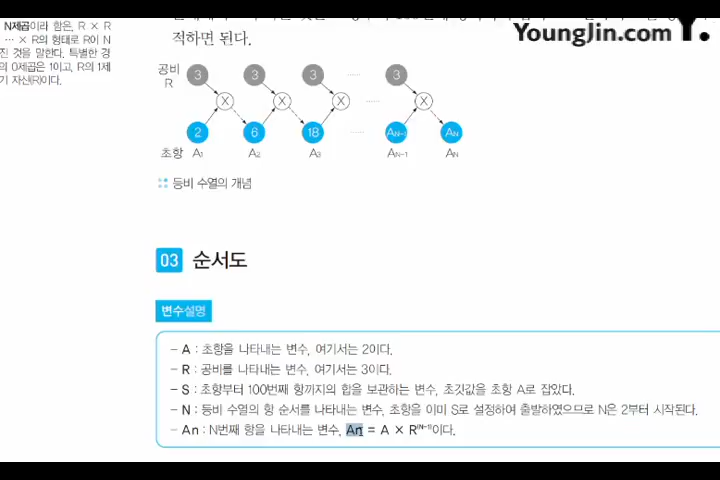 YoungJin.com Y.
N제곱이라 함은, R × R
… × R의 형태로 R이 N
진 것을 말한다. 특별한 경
의 0제곱은 1이고, R의 1제
기 자신(R)이다.
적하면 된다.
공비 R 3 3 3 …… 3
X X X …… X
2 6 18 …… AN-1 AN
초항 A1 A2 A3 AN-1 AN
등비 수열의 개념
03 순서도
변수설명
– A : 초항을 나타내는 변수, 여기서는 2이다.
– R : 공비를 나타내는 변수, 여기서는 3이다.
– S : 초항부터 100번째 항까지의 합을 보관하는 변수, 초깃값을 초항 A로 잡았다.
– N : 등비 수열의 항 순서를 나타내는 변수, 초항을 이미 S로 설정하여 출발하였으므로 N은 2부터 시작된다.
– An : N번째 항을 나타내는 변수, An = A × R(N-1)이다.